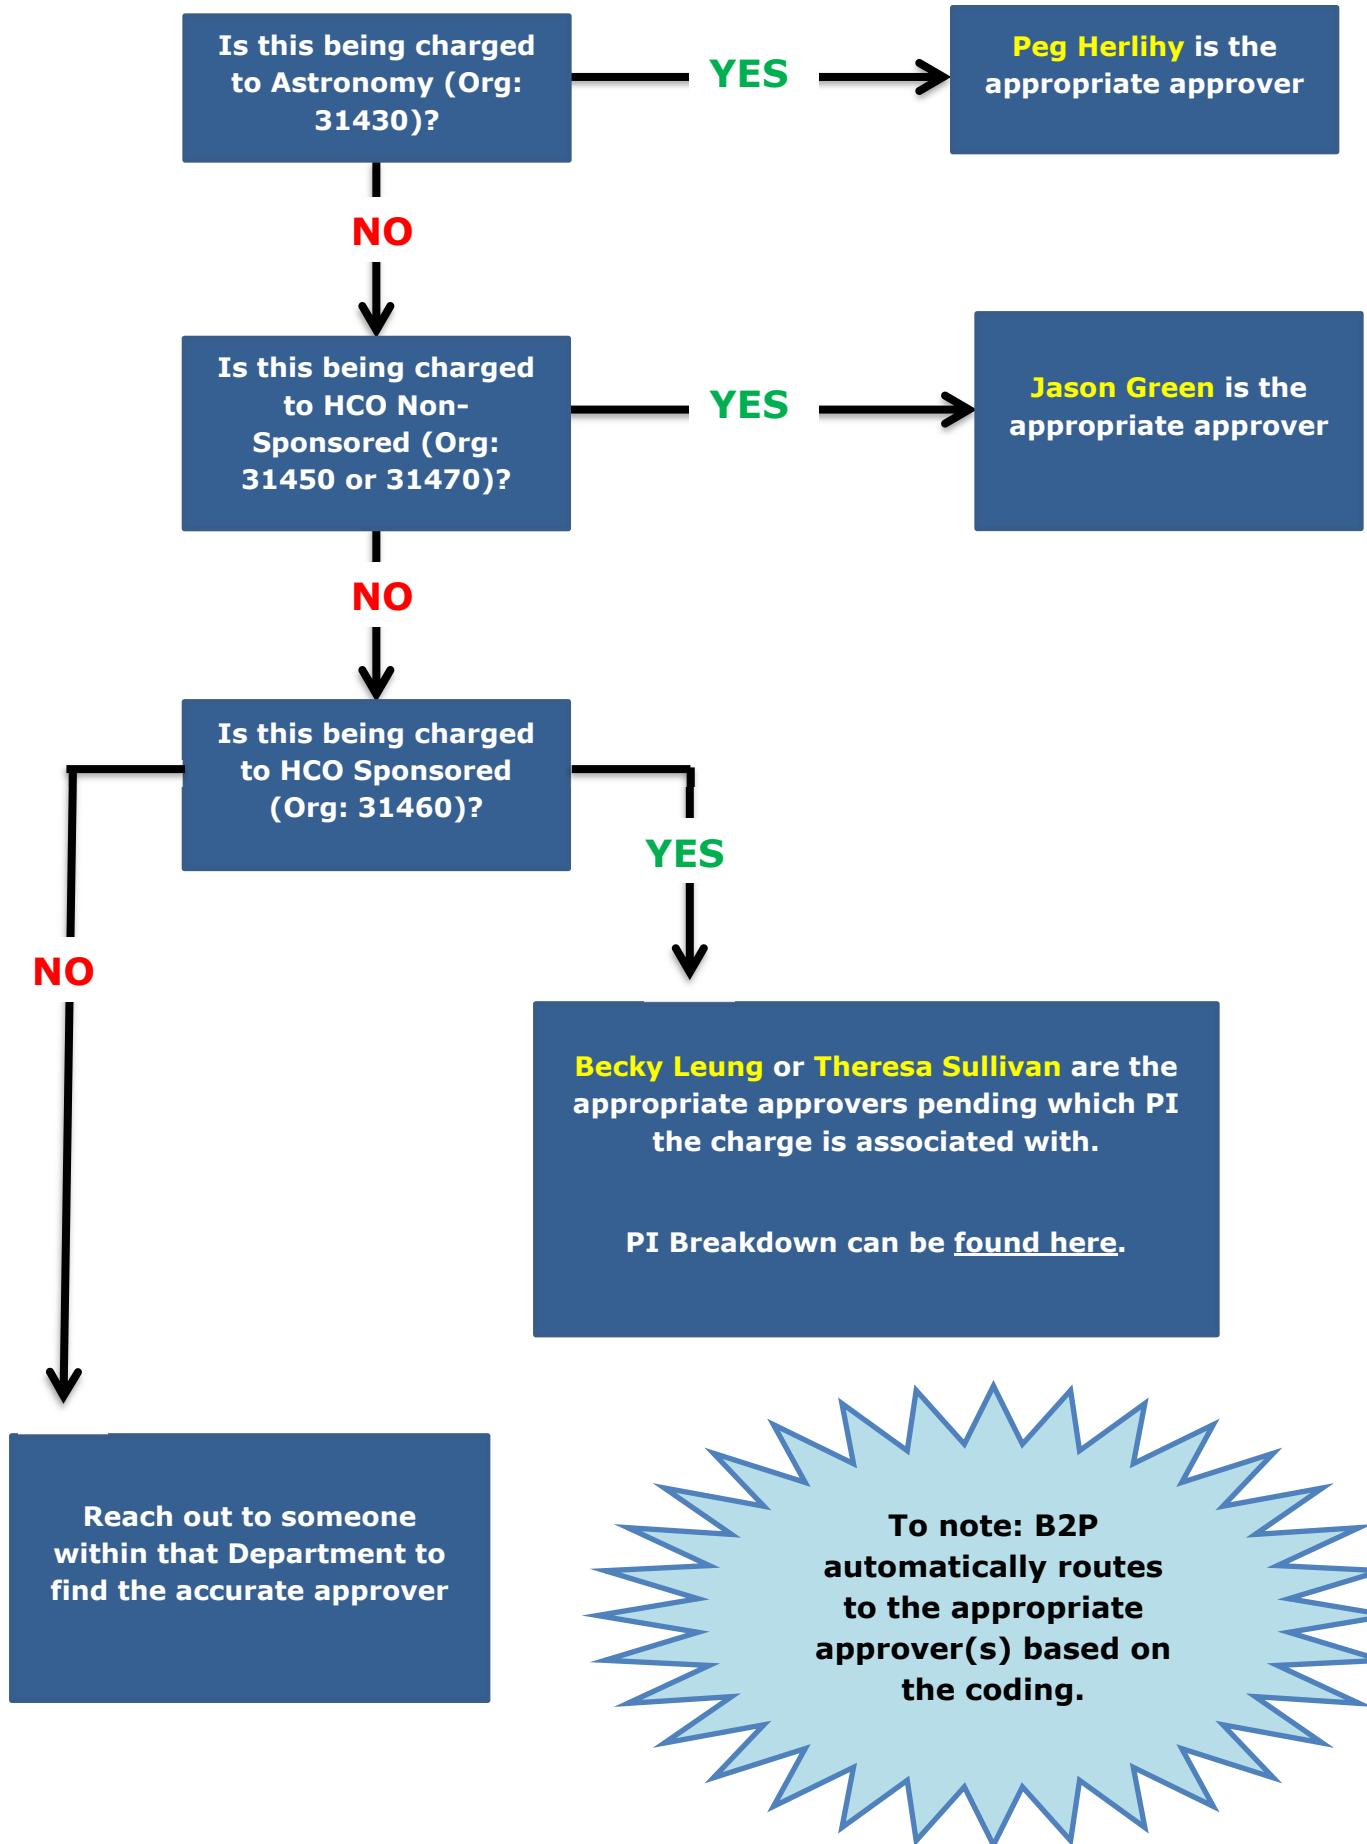 Is this being charged
to Astronomy (Org:
31430)?
YES
Peg Herlihy is the
appropriate approver
NO
Is this being charged
to HCO Non-
Sponsored (Org:
31450 or 31470)?
YES
Jason Green is the
appropriate approver
NO
Is this being charged
to HCO Sponsored
(Org: 31460)?
YES
NO
Becky Leung or Theresa Sullivan are the
appropriate approvers pending which PI
the charge is associated with.
PI Breakdown can be found here.
Reach out to someone
within that Department to
find the accurate approver
To note: B2P
automatically routes
to the appropriate
approver(s) based on
the coding.